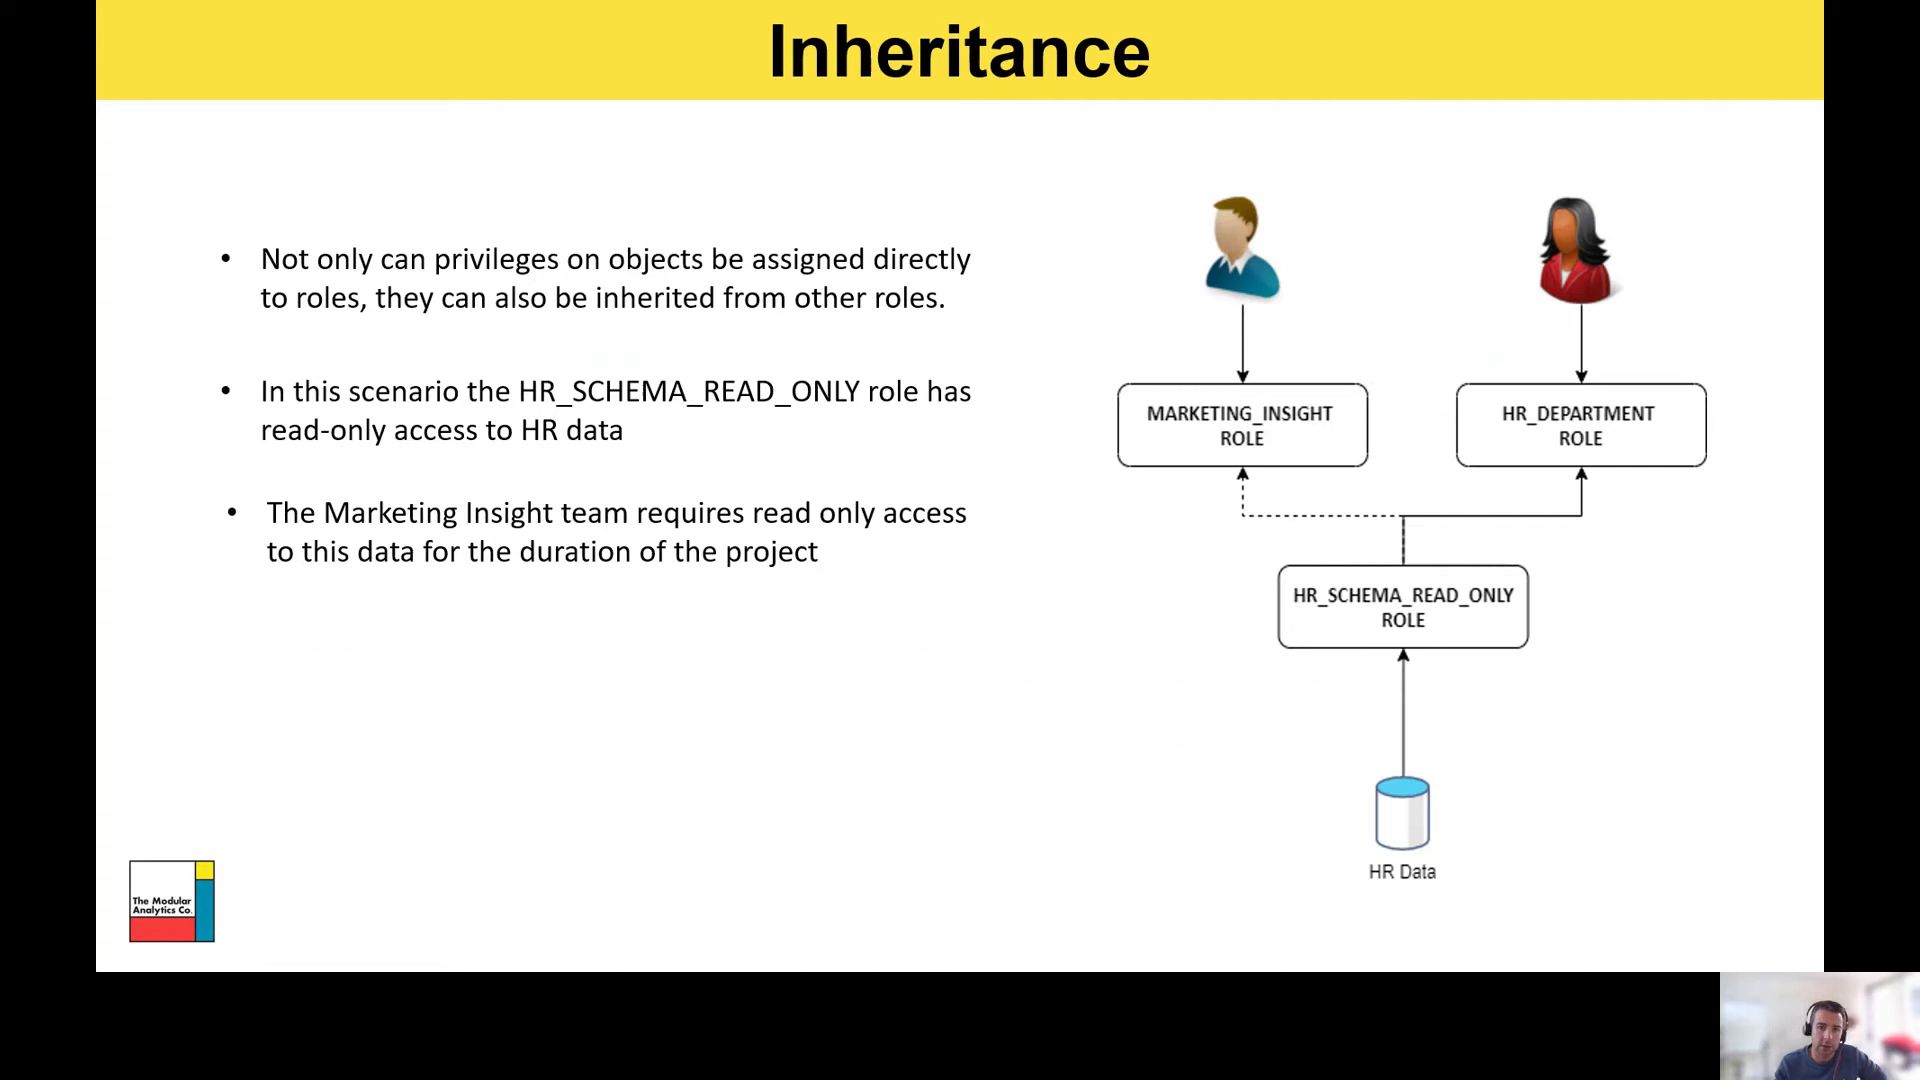 Inheritance
• Not only can privileges on objects be assigned directly
to roles, they can also be inherited from other roles.
• In this scenario the HR_SCHEMA_READ_ONLY role has
read-only access to HR data
• The Marketing Insight team requires read only access
to this data for the duration of the project
MARKETING_INSIGHT
ROLE
HR_DEPARTMENT
ROLE
HR_SCHEMA_READ_ONLY
ROLE
HR Data
The Modular
Analytics Co.